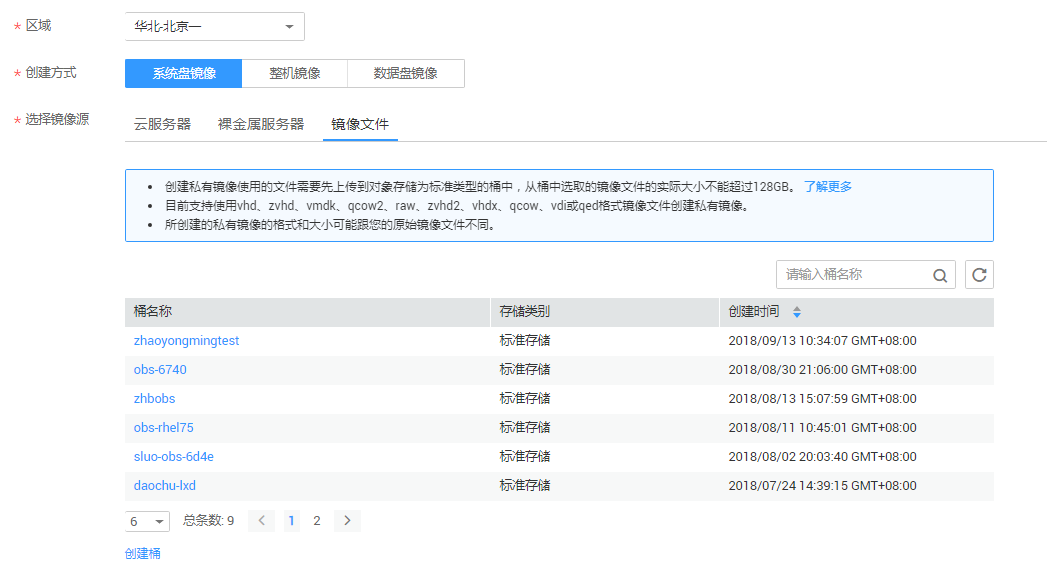 * 区域 华北-北京一
* 创建方式 系统盘镜像 整机镜像 数据盘镜像
* 选择镜像源 云服务器 裸金属服务器 镜像文件
• 创建私有镜像使用的文件需要先上传到对象存储为标准类型的桶中，从桶中选取的镜像文件的实际大小不能超过128GB。 了解更多
• 目前支持使用vhd、zvhd、vmdk、qcow2、raw、zvhd2、vhdx、qcow、vdi或qed格式镜像文件创建私有镜像。
• 所创建的私有镜像的格式和大小可能跟您的原始镜像文件不同。
请输入桶名称
桶名称 存储类别 创建时间
zhaoyongmingtest 标准存储 2018/09/13 10:34:07 GMT+08:00
obs-6740 标准存储 2018/08/30 21:06:00 GMT+08:00
zhbobs 标准存储 2018/08/13 15:07:59 GMT+08:00
obs-rhel75 标准存储 2018/08/11 10:45:01 GMT+08:00
sluo-obs-6d4e 标准存储 2018/08/02 20:03:40 GMT+08:00
daochu-lxd 标准存储 2018/07/24 14:39:15 GMT+08:00
6 总条数: 9 < 1 2 >
创建桶